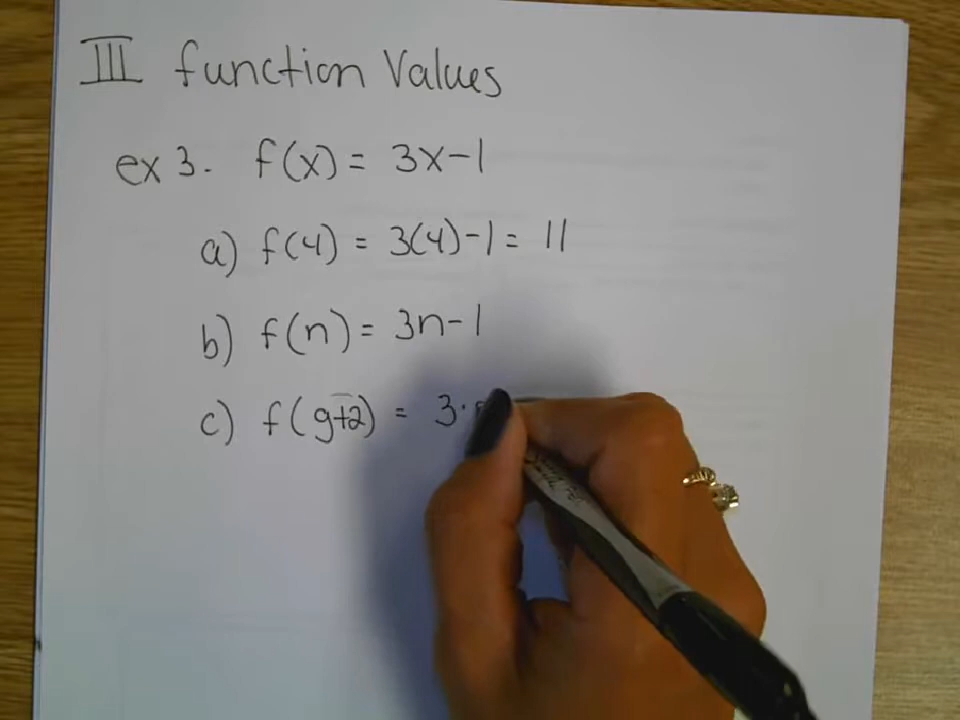 III function Values
ex 3. f(x) = 3x-1
a) f(4) = 3(4)-1 = 11
b) f(n) = 3n-1
c) f(g+2) = 3·